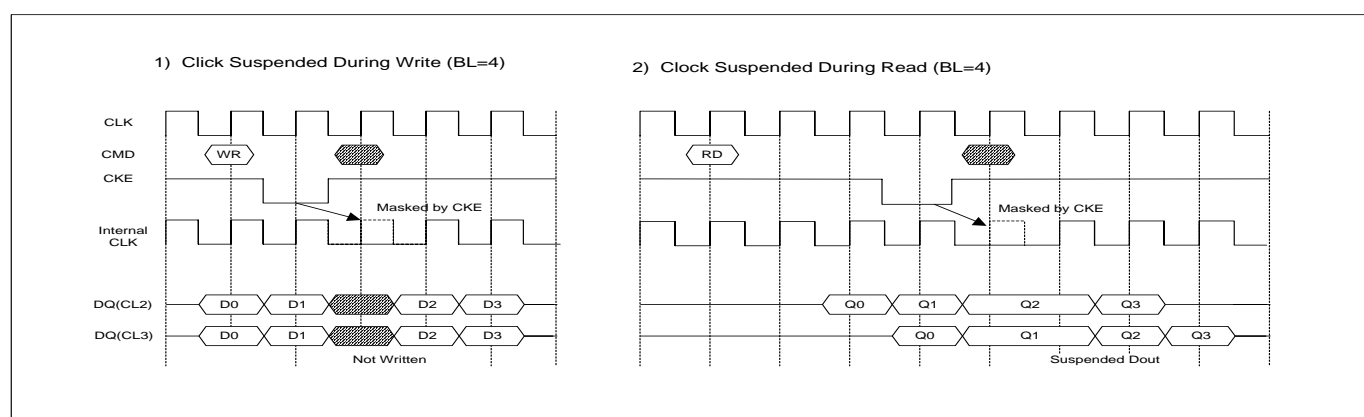 1) Click Suspended During Write (BL=4)
2) Clock Suspended During Read (BL=4)
CLK
CMD
WR
RD
CKE
Masked by CKE
Masked by CKE
Internal
CLK
DQ(CL2)
D0 D1 D2 D3
Q0 Q1 Q2 Q3
DQ(CL3)
D0 D1 D2 D3
Q0 Q1 Q2 Q3
Not Written
Suspended Dout